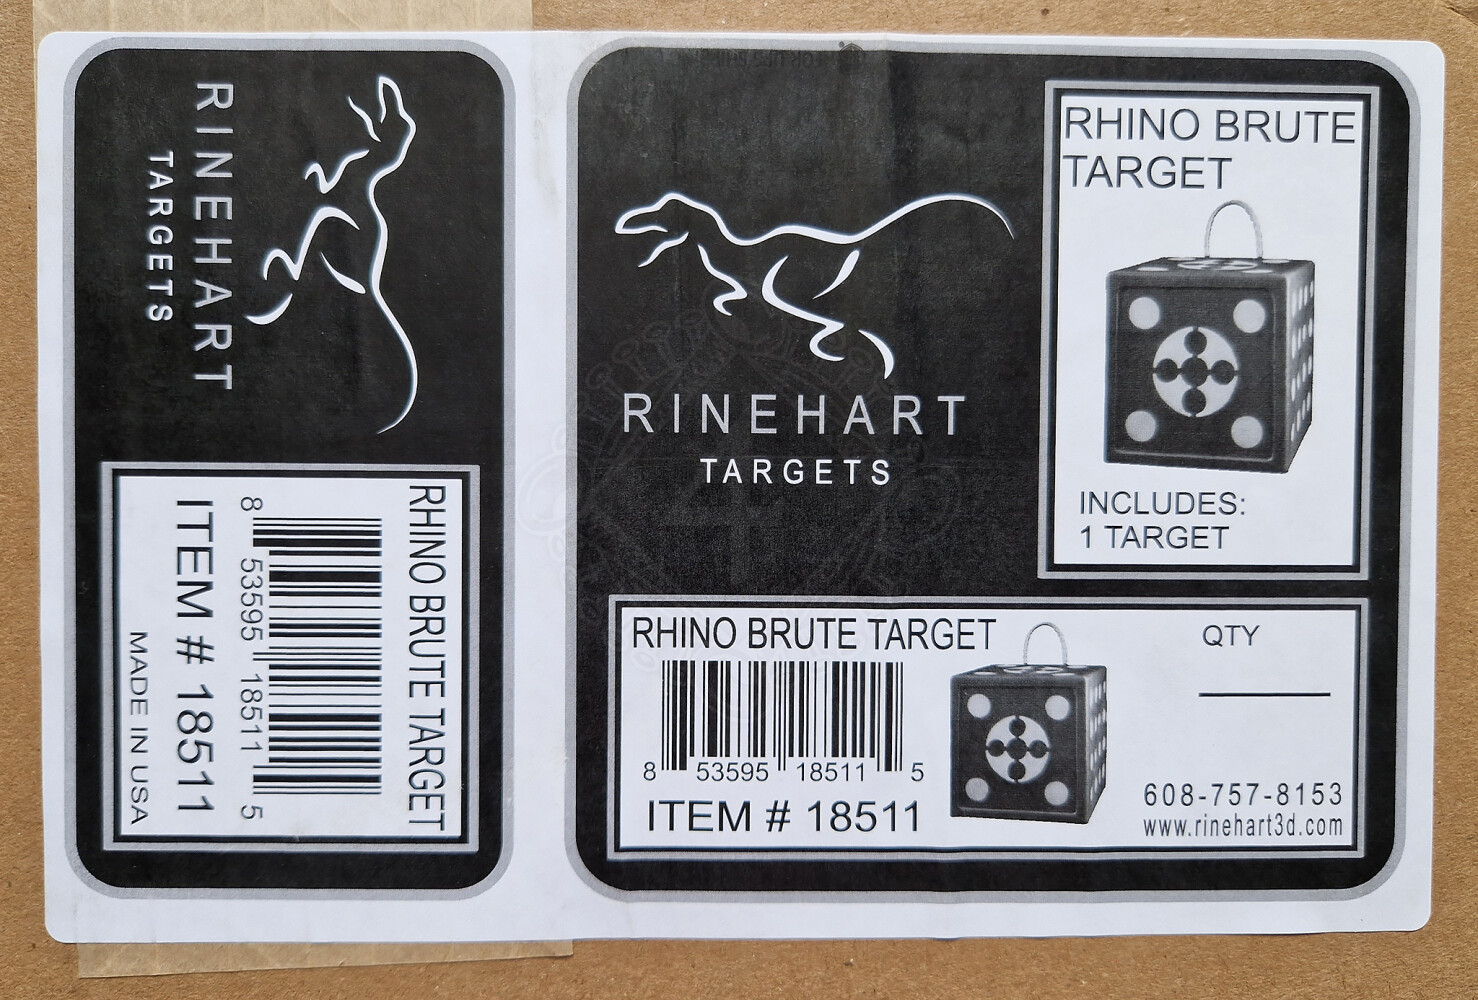 RINEHART
TARGETS
RHINO BRUTE TARGET
8 53595 18511 5
ITEM # 18511
MADE IN USA
RINEHART
TARGETS
RHINO BRUTE
TARGET
INCLUDES:
1 TARGET
RHINO BRUTE TARGET
8 53595 18511 5
ITEM # 18511
QTY
608-757-8153
www.rinehart3d.com